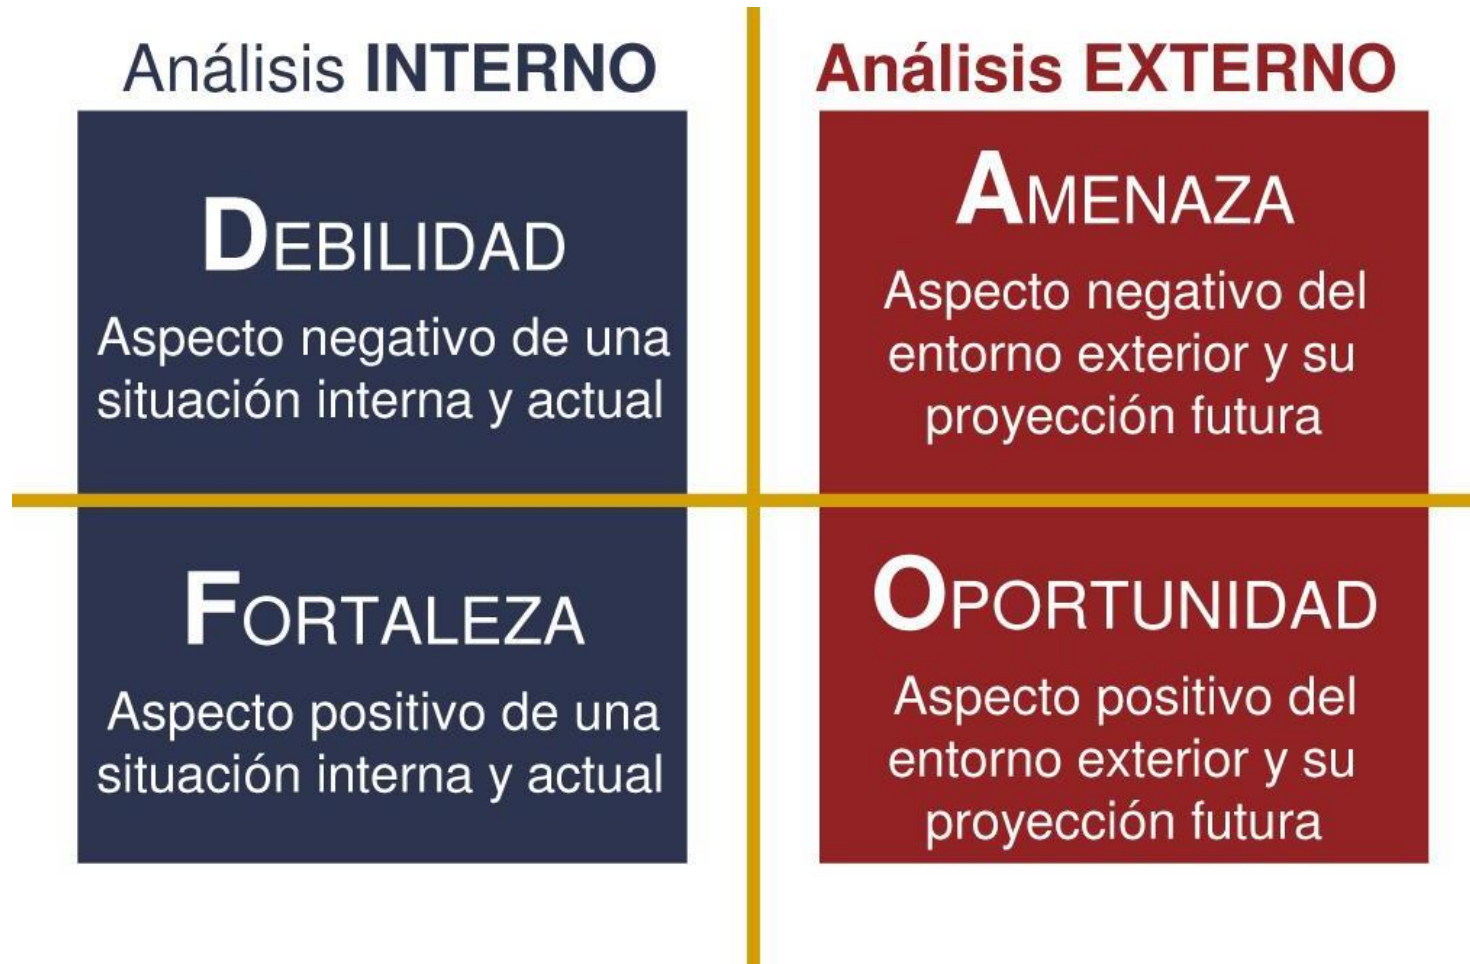 Análisis INTERNO
DEBILIDAD
Aspecto negativo de una
situación interna y actual
FORTALEZA
Aspecto positivo de una
situación interna y actual
Análisis EXTERNO
AMENAZA
Aspecto negativo del
entorno exterior y su
proyección futura
OPORTUNIDAD
Aspecto positivo del
entorno exterior y su
proyección futura